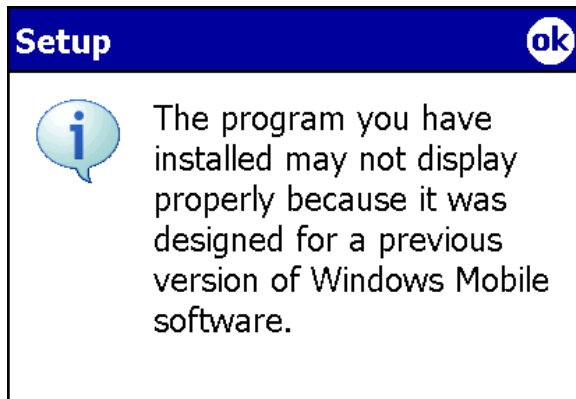 Setup
ok
The program you have
installed may not display
properly because it was
designed for a previous
version of Windows Mobile
software.